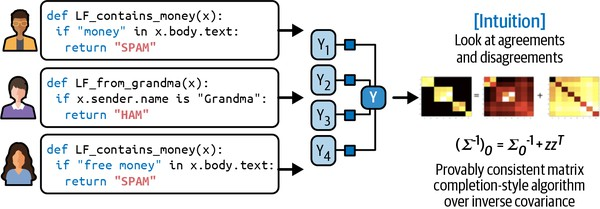 def LF_contains_money(x):
if "money" in x.body.text:
return "SPAM"
def LF_from_grandma(x):
if x.sender.name is "Grandma":
return "HAM"
def LF_contains_money(x):
if "free money" in x.body.text:
return "SPAM"
Y1
Y2
Y3
Y4
Y
[Intuition]
Look at agreements
and disagreements
= +
(Σ⁻¹)₀ = Σ₀⁻¹ + zzᵀ
Provably consistent matrix
completion-style algorithm
over inverse covariance